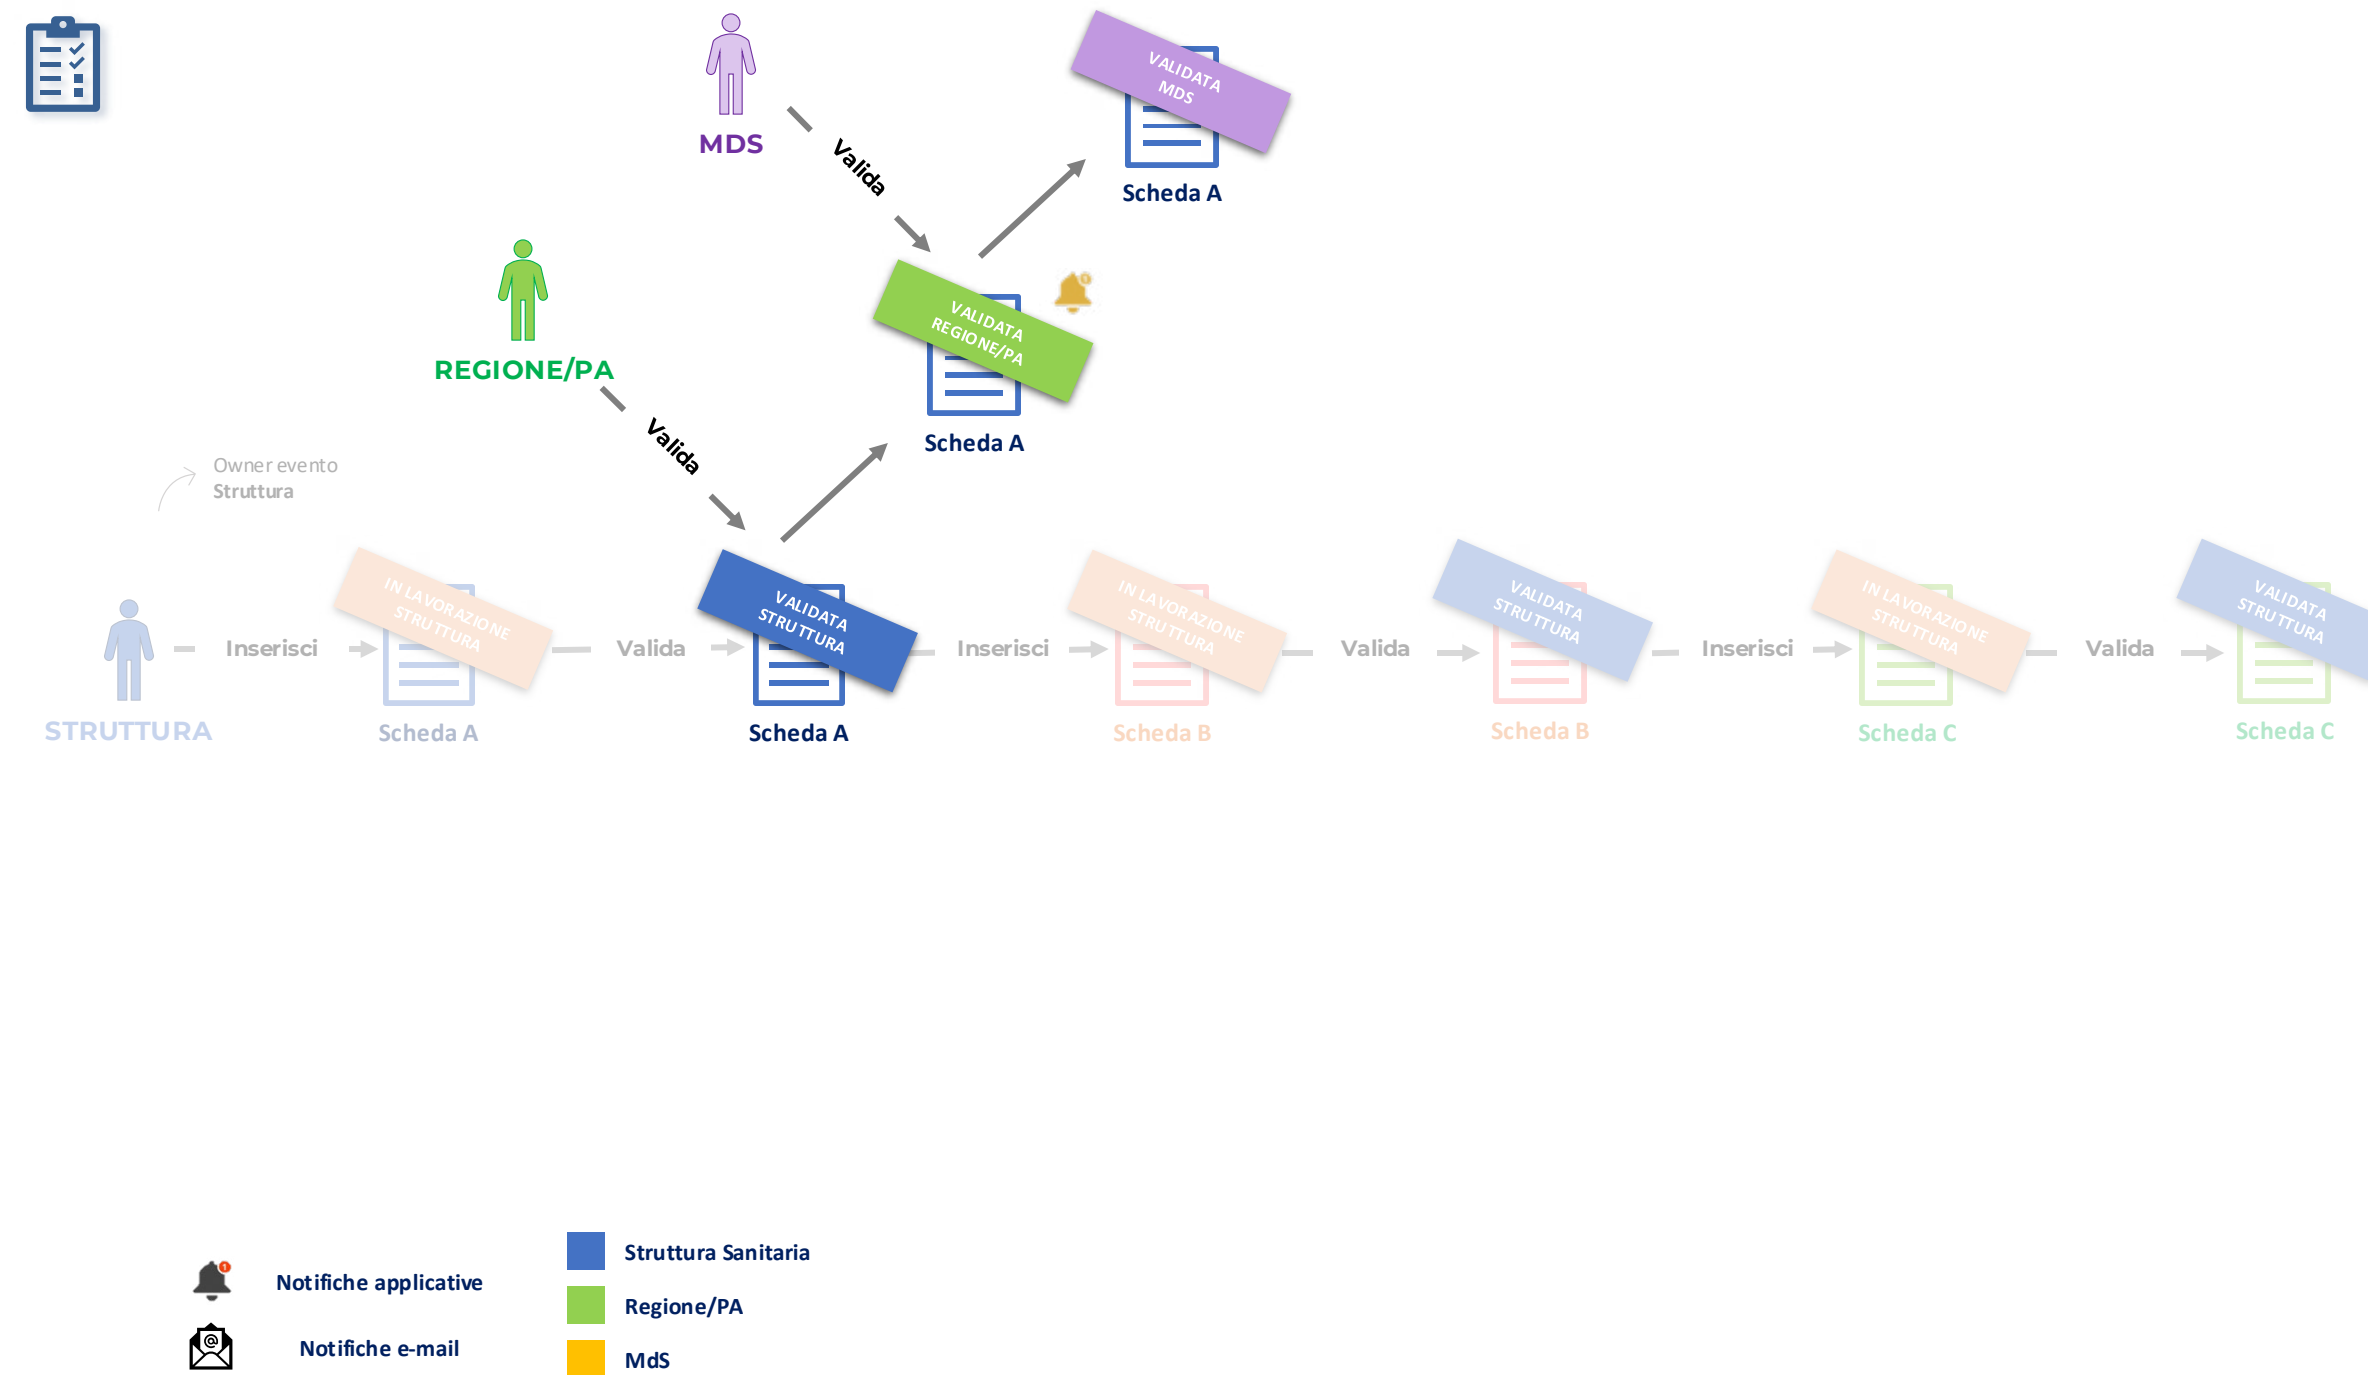 VALIDATA
MDS
MDS
Valida
Scheda A
VALIDATA
REGIONE/PA
REGIONE/PA
Valida
Scheda A
Owner evento
Struttura
IN LAVORAZIONE
STRUTTURA
VALIDATA
STRUTTURA
IN LAVORAZIONE
STRUTTURA
VALIDATA
STRUTTURA
IN LAVORAZIONE
STRUTTURA
VALIDATA
STRUTTURA
Inserisci
Valida
Inserisci
Valida
Inserisci
Valida
STRUTTURA
Scheda A
Scheda A
Scheda B
Scheda B
Scheda C
Scheda C
Notifiche applicative
Notifiche e-mail
Struttura Sanitaria
Regione/PA
MdS